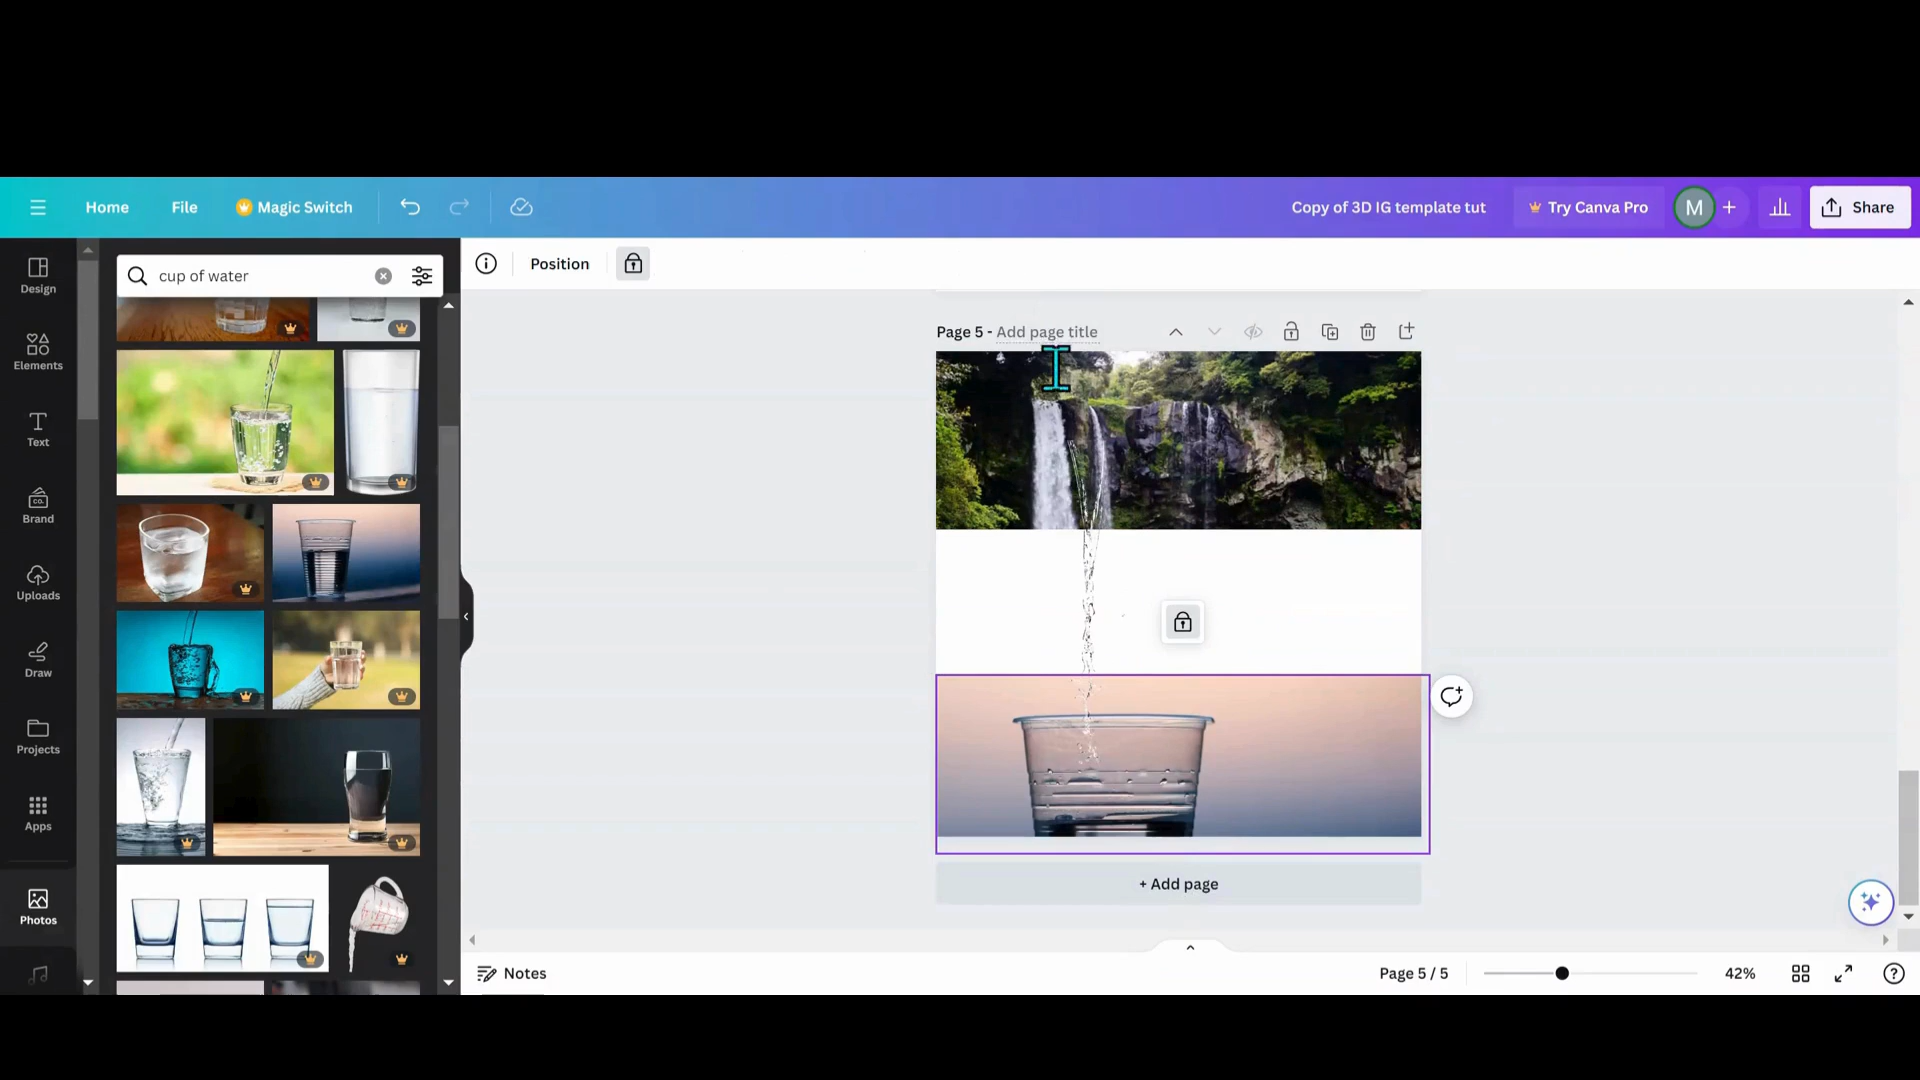 Home File Magic Switch Copy of 3D IG template tut Try Canva Pro M + Share
cup of water
Position
Design
Elements
Text
Brand
Uploads
Draw
Projects
Apps
Photos
Page 5 - Add page title
+ Add page
Notes
Page 5 / 5 42%